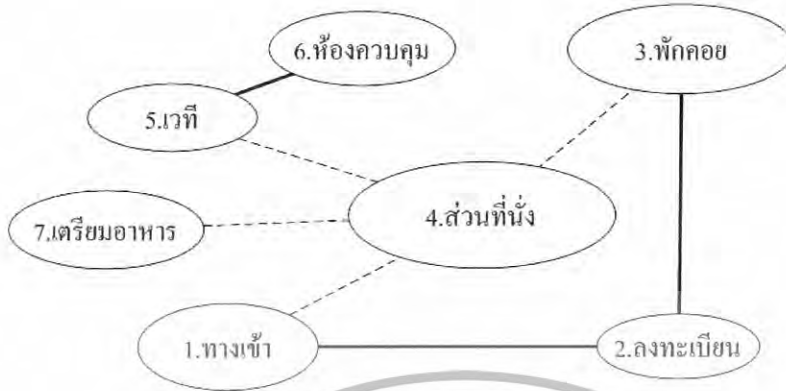 6.ห้องควบคุม
3.พักคอย
5.เวที
4.ส่วนที่นั่ง
7.เตรียมอาหาร
1.ทางเข้า
2.ลงทะเบียน